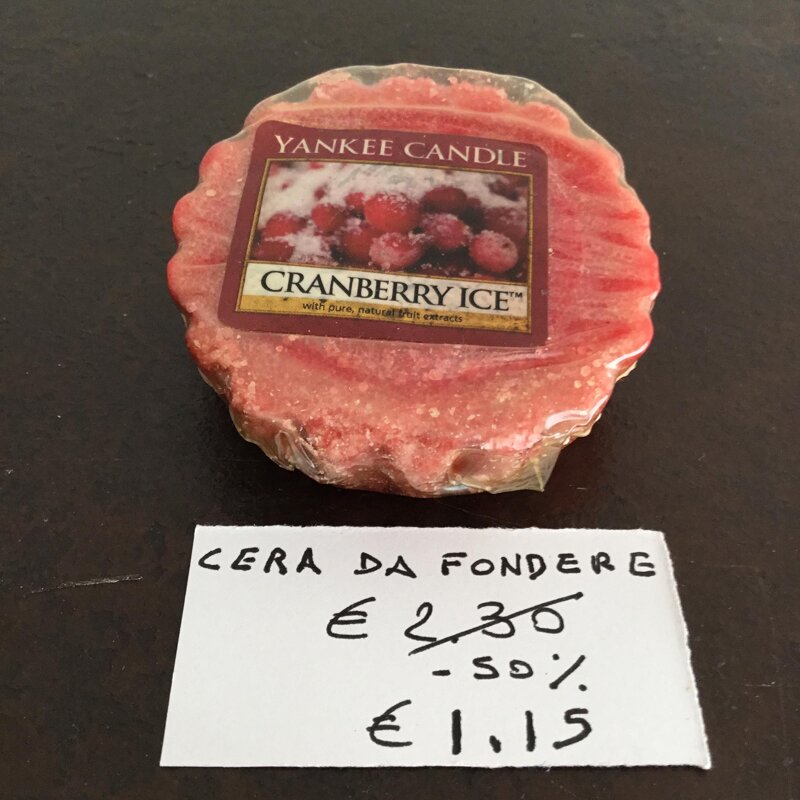 YANKEE CANDLE
CRANBERRY ICE™
with pure, natural fruit extracts
CERA DA FONDERE
€ 2.30
-50%
€ 1.15